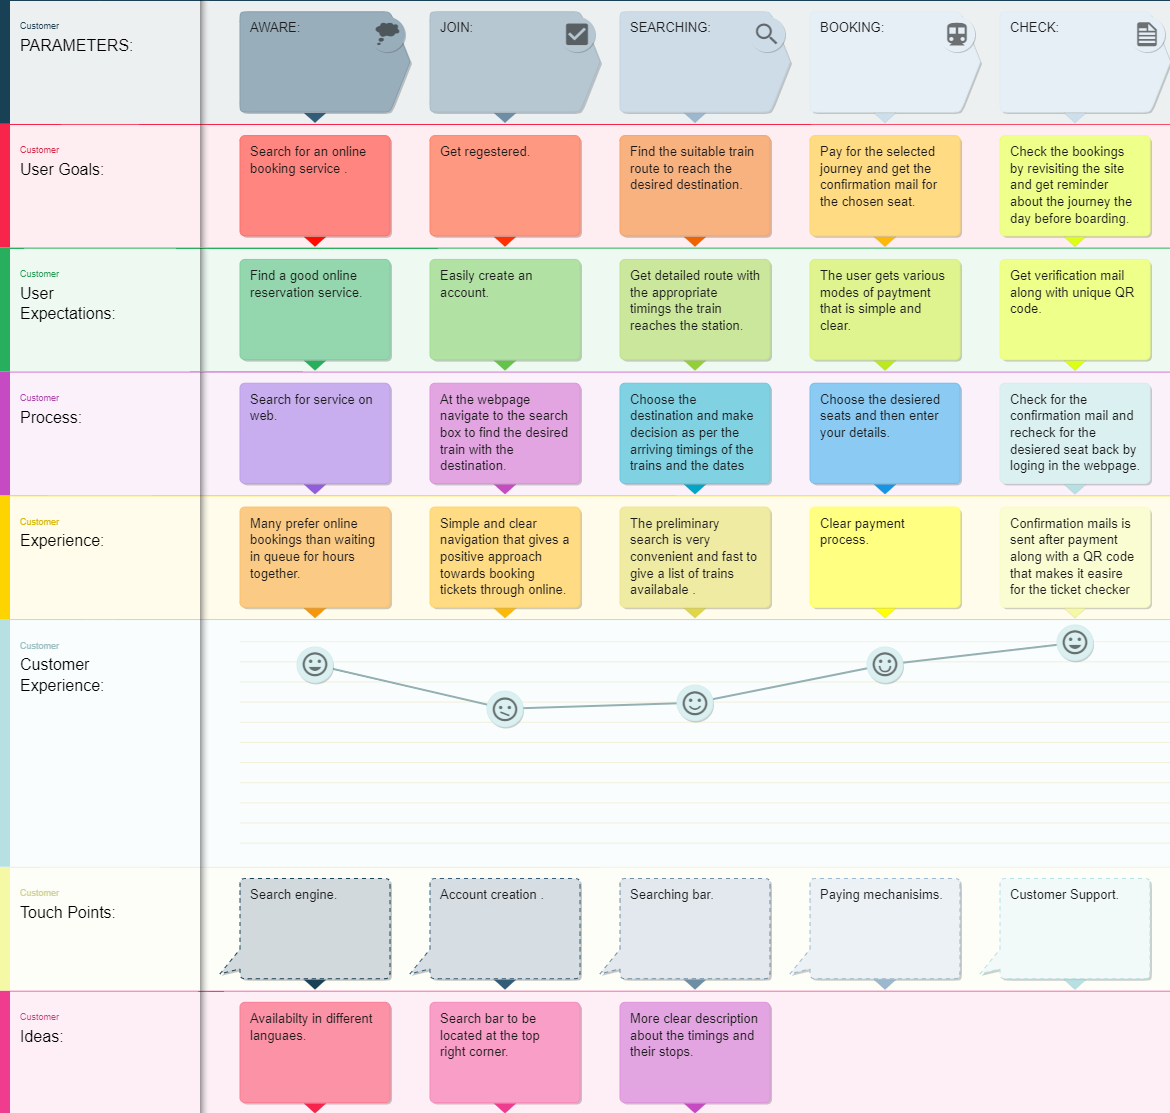 Customer
PARAMETERS:
AWARE:
JOIN:
SEARCHING:
BOOKING:
CHECK:
Customer
User Goals:
Search for an online
booking service .
Get regestered.
Find the suitable train
route to reach the
desired destination.
Pay for the selected
journey and get the
confirmation mail for
the chosen seat.
Check the bookings
by revisiting the site
and get reminder
about the journey the
day before boarding.
Customer
User
Expectations:
Find a good online
reservation service.
Easily create an
account.
Get detailed route with
the appropriate
timings the train
reaches the station.
The user gets various
modes of paytment
that is simple and
clear.
Get verification mail
along with unique QR
code.
Customer
Process:
Search for service on
web.
At the webpage
navigate to the search
box to find the desired
train with the
destination.
Choose the
destination and make
decision as per the
arriving timings of the
trains and the dates
Choose the desiered
seats and then enter
your details.
Check for the
confirmation mail and
recheck for the
desiered seat back by
loging in the webpage.
Customer
Experience:
Many prefer online
bookings than waiting
in queue for hours
together.
Simple and clear
navigation that gives a
positive approach
towards booking
tickets through online.
The preliminary
search is very
convenient and fast to
give a list of trains
availabale .
Clear payment
process.
Confirmation mails is
sent after payment
along with a QR code
that makes it easire
for the ticket checker
Customer
Customer
Experience:
Customer
Touch Points:
Search engine.
Account creation .
Searching bar.
Paying mechanisims.
Customer Support.
Customer
Ideas:
Availabilty in different
languaes.
Search bar to be
located at the top
right corner.
More clear description
about the timings and
their stops.